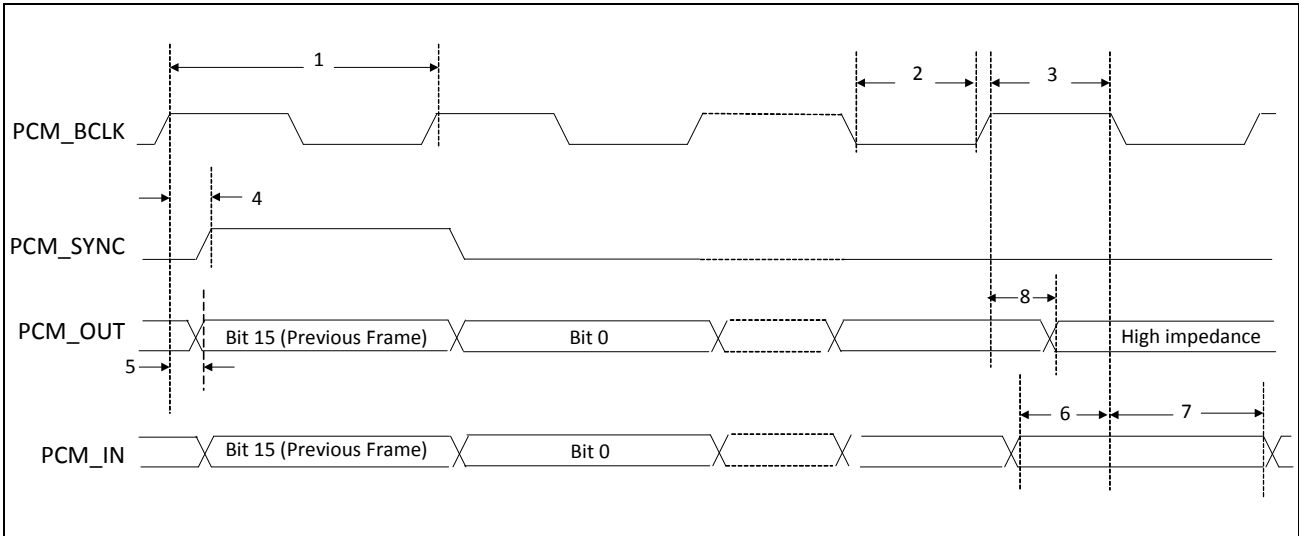 1
2
3
PCM_BCLK
4
PCM_SYNC
8
PCM_OUT
Bit 15 (Previous Frame)
Bit 0
High impedance
5
6
7
PCM_IN
Bit 15 (Previous Frame)
Bit 0